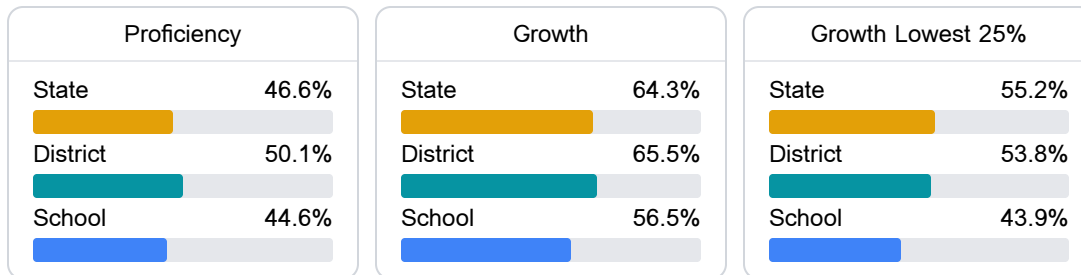 Proficiency
State 46.6%
District 50.1%
School 44.6%
Growth
State 64.3%
District 65.5%
School 56.5%
Growth Lowest 25%
State 55.2%
District 53.8%
School 43.9%